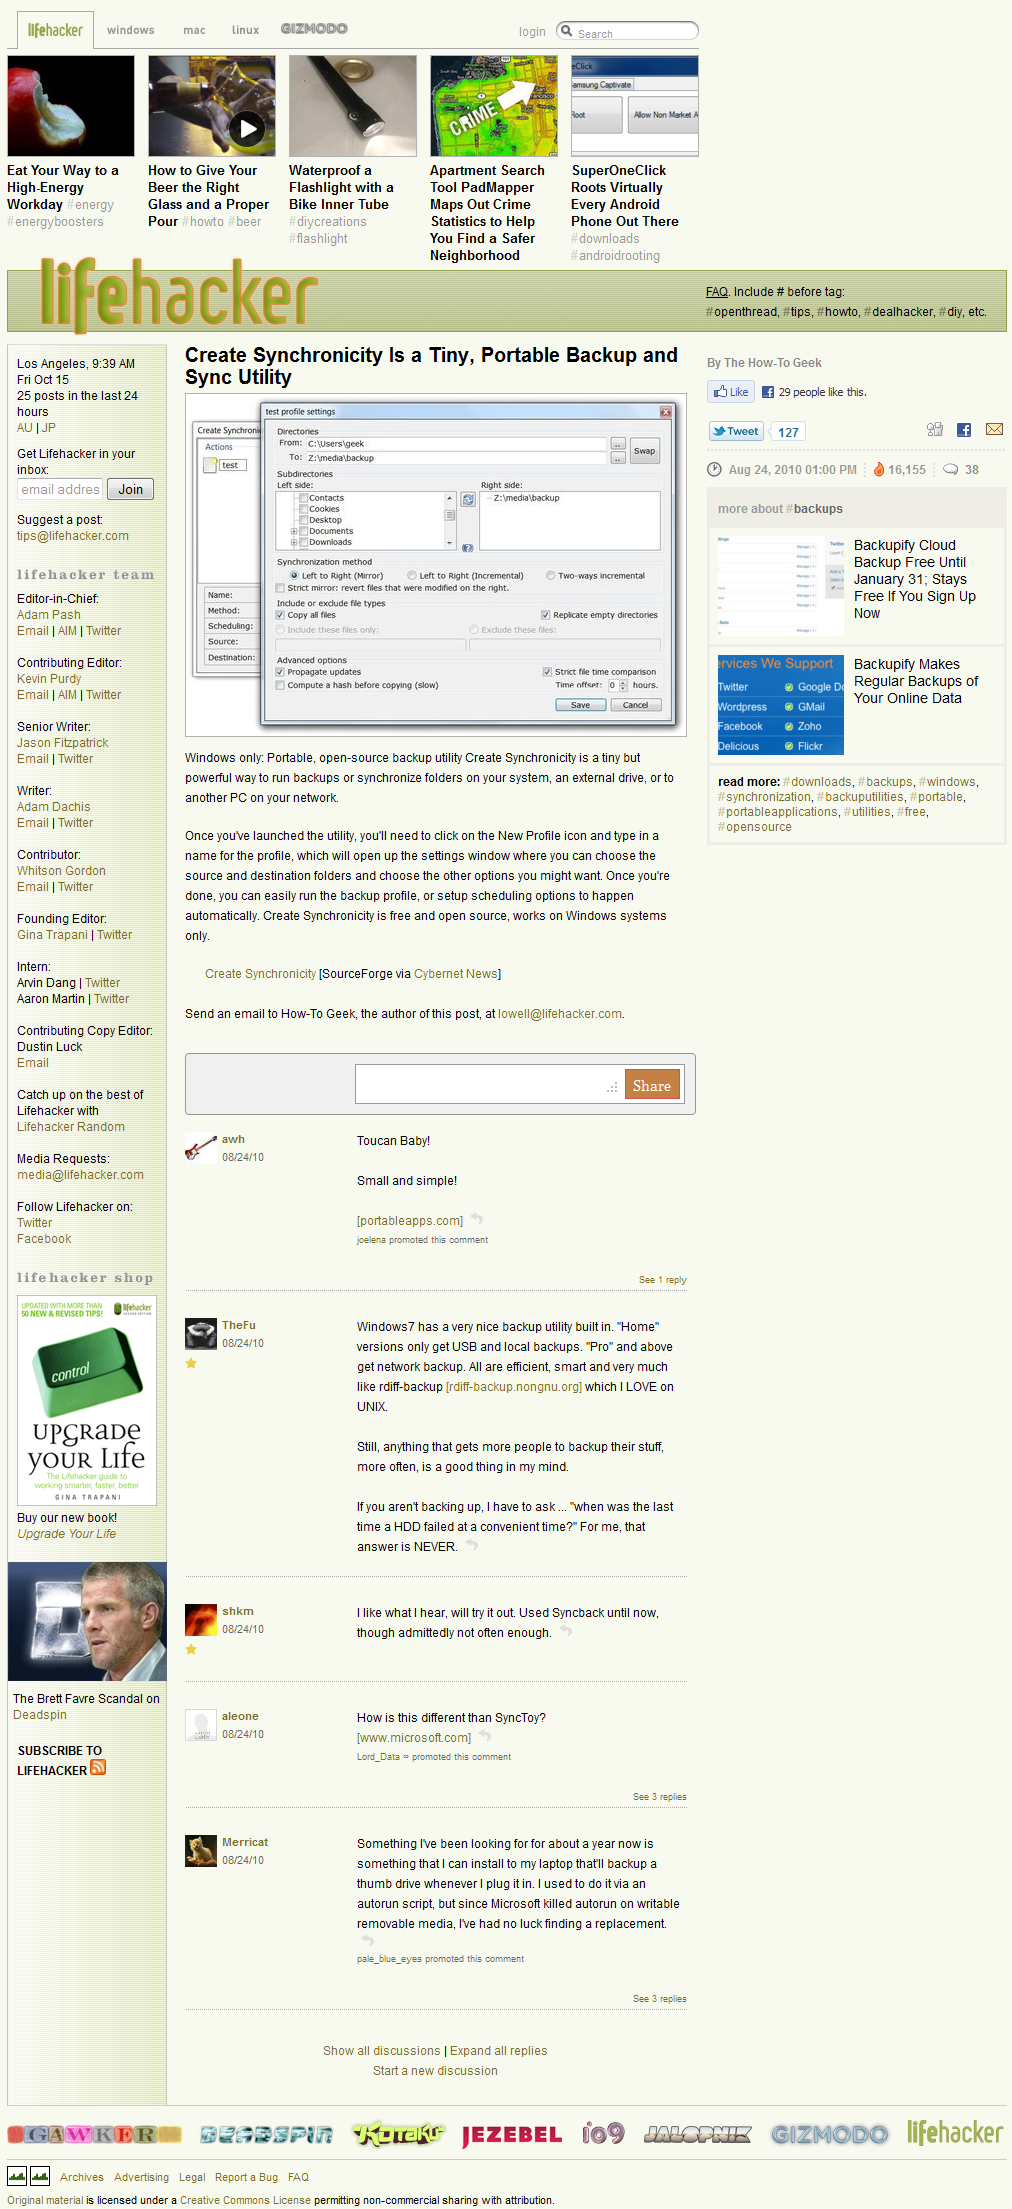 lifehacker windows mac linux GIZMODO
login Search
Eat Your Way to a
High-Energy
Workday #energy
#energyboosters
How to Give Your
Beer the Right
Glass and a Proper
Pour #howto #beer
Waterproof a
Flashlight with a
Bike Inner Tube
#diycreations
#flashlight
CRIME
Apartment Search
Tool PadMapper
Maps Out Crime
Statistics to Help
You Find a Safer
Neighborhood
eClick
amsung Captivate
Root Allow Non Market A
SuperOneClick
Roots Virtually
Every Android
Phone Out There
#downloads
#androidrooting
lifehacker
FAQ. Include # before tag:
#openthread, #tips, #howto, #dealhacker, #diy, etc.
Los Angeles, 9:39 AM
Fri Oct 15
25 posts in the last 24
hours
AU | JP
Get Lifehacker in your
inbox:
email addres Join
Suggest a post:
tips@lifehacker.com
lifehacker team
Editor-in-Chief:
Adam Pash
Email | AIM | Twitter
Contributing Editor:
Kevin Purdy
Email | AIM | Twitter
Senior Writer:
Jason Fitzpatrick
Email | Twitter
Writer:
Adam Dachis
Email | Twitter
Contributor:
Whitson Gordon
Email | Twitter
Founding Editor:
Gina Trapani | Twitter
Intern:
Arvin Dang | Twitter
Aaron Martin | Twitter
Contributing Copy Editor:
Dustin Luck
Email
Catch up on the best of
Lifehacker with
Lifehacker Random
Media Requests:
media@lifehacker.com
Follow Lifehacker on:
Twitter
Facebook
lifehacker shop
UPDATED WITH MORE THAN
50 NEW & REVISED TIPS!
lifehacker
control
UPGRADE
YOUR LIFE
The Lifehacker guide to
working smarter, faster, better
GINA TRAPANI
Buy our new book!
Upgrade Your Life
The Brett Favre Scandal on
Deadspin
SUBSCRIBE TO
LIFEHACKER
Create Synchronicity Is a Tiny, Portable Backup and
Sync Utility
Create Synchronic
Actions
test
Name:
Method:
Scheduling:
Source:
Destination:
test profile settings
Directories
From: C:\Users\geek
To: Z:\media\backup
Swap
Subdirectories
Left side: Right side:
Contacts
Cookies
Desktop
Documents
Downloads
Z:\media\backup
Synchronization method
Left to Right (Mirror) Left to Right (Incremental) Two-ways incremental
Strict mirror: revert files that were modified on the right.
Include or exclude file types
Copy all files Replicate empty directories
Include these files only: Exclude these files:
Advanced options
Propagate updates Strict file time comparison
Compute a hash before copying (slow) Time offset: 0 hours.
Save Cancel
Windows only: Portable, open-source backup utility Create Synchronicity is a tiny but
powerful way to run backups or synchronize folders on your system, an external drive, or to
another PC on your network.
Once you've launched the utility, you'll need to click on the New Profile icon and type in a
name for the profile, which will open up the settings window where you can choose the
source and destination folders and choose the other options you might want. Once you're
done, you can easily run the backup profile, or setup scheduling options to happen
automatically. Create Synchronicity is free and open source, works on Windows systems
only.
Create Synchronicity [SourceForge via Cybernet News]
Send an email to How-To Geek, the author of this post, at lowell@lifehacker.com.
Share
awh
08/24/10
Toucan Baby!
Small and simple!
[portableapps.com]
joelena promoted this comment
See 1 reply
TheFu
08/24/10
Windows7 has a very nice backup utility built in. "Home"
versions only get USB and local backups. "Pro" and above
get network backup. All are efficient, smart and very much
like rdiff-backup [rdiff-backup.nongnu.org] which I LOVE on
UNIX.
Still, anything that gets more people to backup their stuff,
more often, is a good thing in my mind.
If you aren't backing up, I have to ask ... "when was the last
time a HDD failed at a convenient time?" For me, that
answer is NEVER.
shkm
08/24/10
I like what I hear, will try it out. Used Syncback until now,
though admittedly not often enough.
aleone
08/24/10
How is this different than SyncToy?
[www.microsoft.com]
Lord_Data = promoted this comment
See 3 replies
Merricat
08/24/10
Something I've been looking for for about a year now is
something that I can install to my laptop that'll backup a
thumb drive whenever I plug it in. I used to do it via an
autorun script, but since Microsoft killed autorun on writable
removable media, I've had no luck finding a replacement.
pale_blue_eyes promoted this comment
See 3 replies
Show all discussions | Expand all replies
Start a new discussion
By The How-To Geek
Like 29 people like this.
Tweet 127
Aug 24, 2010 01:00 PM 16,155 38
more about #backups
Backupify Cloud
Backup Free Until
January 31; Stays
Free If You Sign Up
Now
ervices We Support
Twitter Google Do
Wordpress GMail
Facebook Zoho
Delicious Flickr
Backupify Makes
Regular Backups of
Your Online Data
read more: #downloads, #backups, #windows,
#synchronization, #backuputilities, #portable,
#portableapplications, #utilities, #free,
#opensource
GAWKER DEADSPIN KOTAKU JEZEBEL io9 JALOPNIK GIZMODO lifehacker
Archives Advertising Legal Report a Bug FAQ
Original material is licensed under a Creative Commons License permitting non-commercial sharing with attribution.